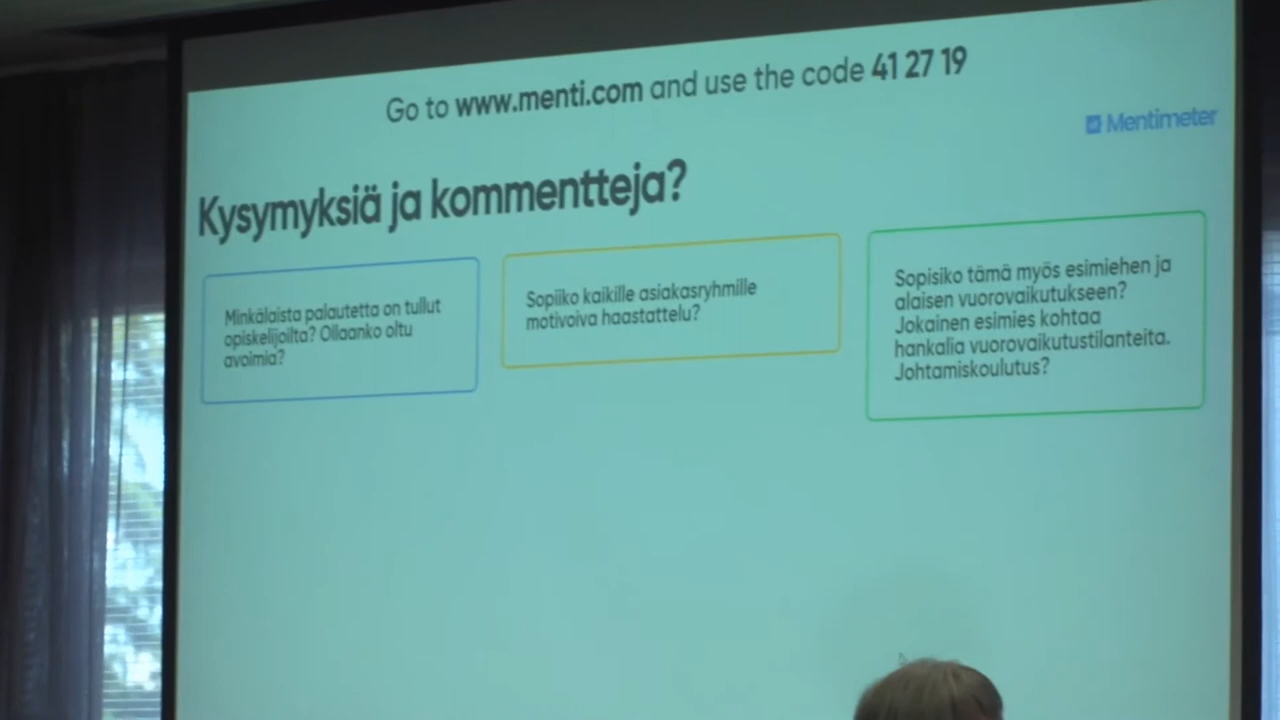 Go to www.menti.com and use the code 41 27 19
Mentimeter
Kysymyksiä ja kommentteja?
Minkälaista palautetta on tullut
opiskelijoilta? Ollaanko oltu
avoimia?
Sopiiko kaikille asiakasryhmille
motivoiva haastattelu?
Sopisiko tämä myös esimiehen ja
alaisen vuorovaikutukseen?
Jokainen esimies kohtaa
hankalia vuorovaikutustilanteita.
Johtamiskoulutus?